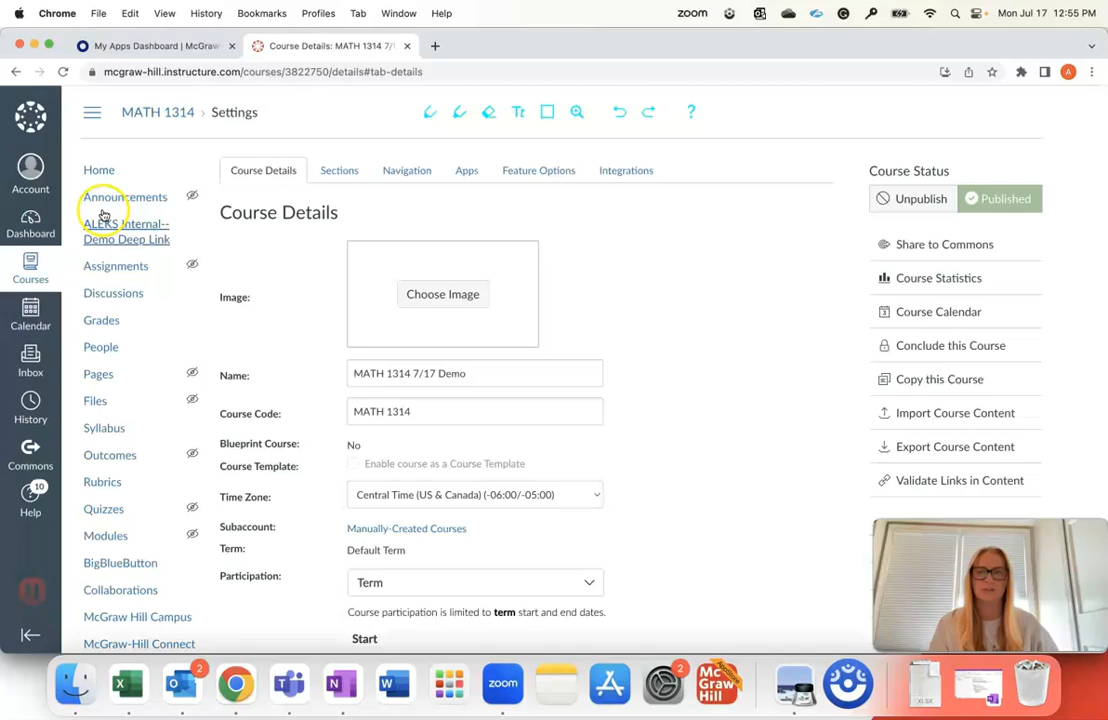 Chrome File Edit View History Bookmarks Profiles Tab Window Help zoom Mon Jul 17 12:55 PM
My Apps Dashboard | McGraw
Course Details: MATH 1314 7/1
mcgraw-hill.instructure.com/courses/3822750/details#tab-details
A
MATH 1314 › Settings
Tt
?
Account
Dashboard
Courses
Calendar
Inbox
History
Commons
10
Help
Home
Announcements
ALEKS Internal--
Demo Deep Link
Assignments
Discussions
Grades
People
Pages
Files
Syllabus
Outcomes
Rubrics
Quizzes
Modules
BigBlueButton
Collaborations
McGraw Hill Campus
McGraw-Hill Connect
Course Details Sections Navigation Apps Feature Options Integrations
Course Details
Image:
Choose Image
Name:
MATH 1314 7/17 Demo
Course Code:
MATH 1314
Blueprint Course:
No
Course Template:
Enable course as a Course Template
Time Zone:
Central Time (US & Canada) (-06:00/-05:00)
Subaccount:
Manually-Created Courses
Term:
Default Term
Participation:
Term
Course participation is limited to term start and end dates.
Start
Course Status
Unpublish
Published
Share to Commons
Course Statistics
Course Calendar
Conclude this Course
Copy this Course
Import Course Content
Export Course Content
Validate Links in Content
2
zoom
2
Mc
Graw
Hill
XLSX